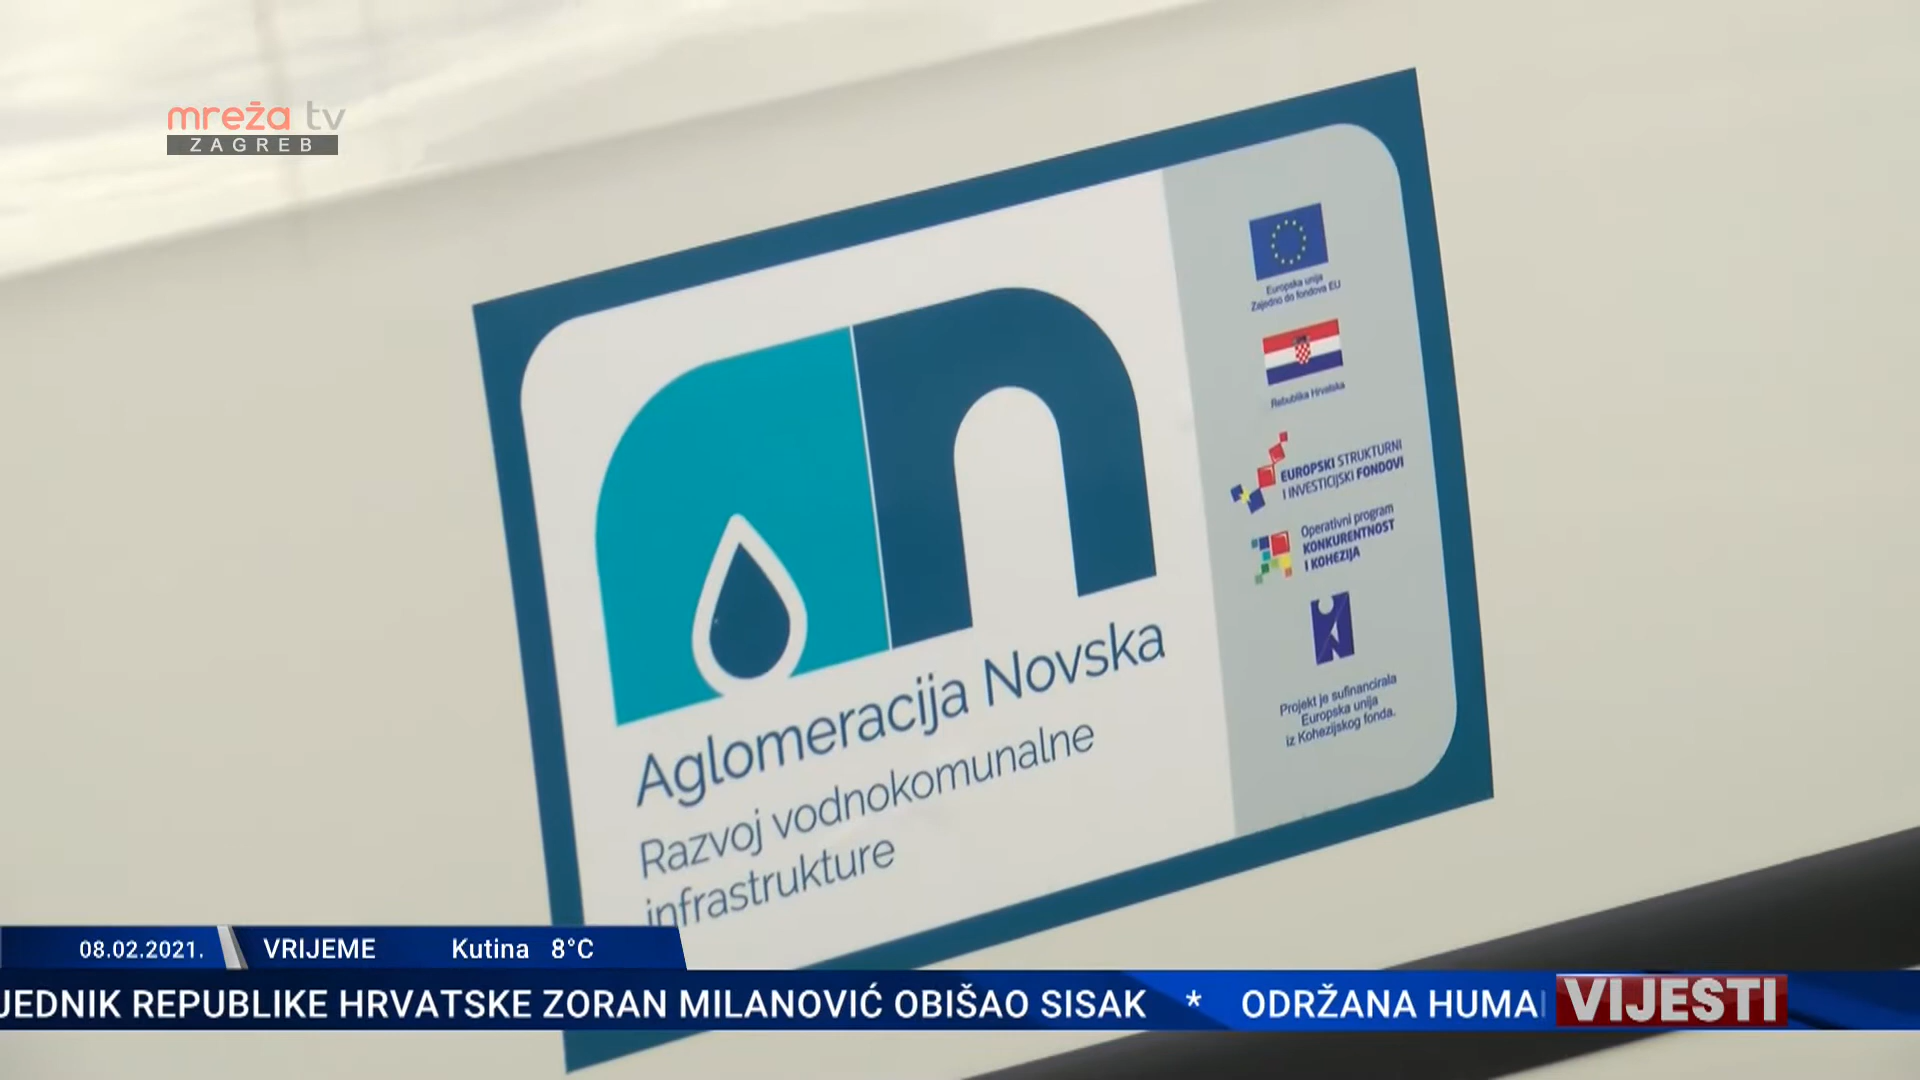 mreža tv
ZAGREB
Europska unija
Zajedno do fondova EU
Republika Hrvatska
EUROPSKI STRUKTURNI
I INVESTICIJSKI FONDOVI
Operativni program
KONKURENTNOST
I KOHEZIJA
Projekt je sufinancirala
Europska unija
iz Kohezijskog fonda.
Aglomeracija Novska
Razvoj vodnokomunalne
infrastrukture
08.02.2021. VRIJEME Kutina 8°C
JEDNIK REPUBLIKE HRVATSKE ZORAN MILANOVIĆ OBIŠAO SISAK * ODRŽANA HUMA
VIJESTI